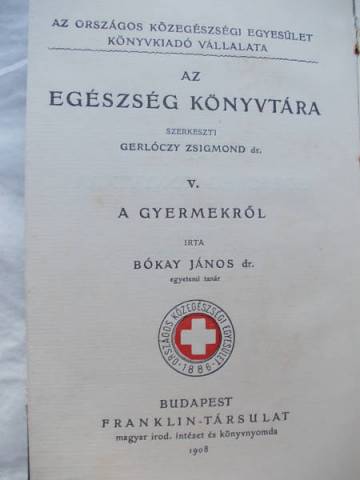 AZ ORSZÁGOS KÖZEGÉSZSÉGI EGYESÜLET
KÖNYVKIADÓ VÁLLALATA
AZ
EGÉSZSÉG KÖNYVTÁRA
SZERKESZTI
GERLÓCZY ZSIGMOND dr.
V.
A GYERMEKRŐL
IRTA
BÓKAY JÁNOS dr.
egyetemi tanár
ORSZÁGOS KÖZEGÉSZSÉGI EGYESÜLET
1886
BUDAPEST
FRANKLIN-TÁRSULAT
magyar irod. intézet és könyvnyomda
1908